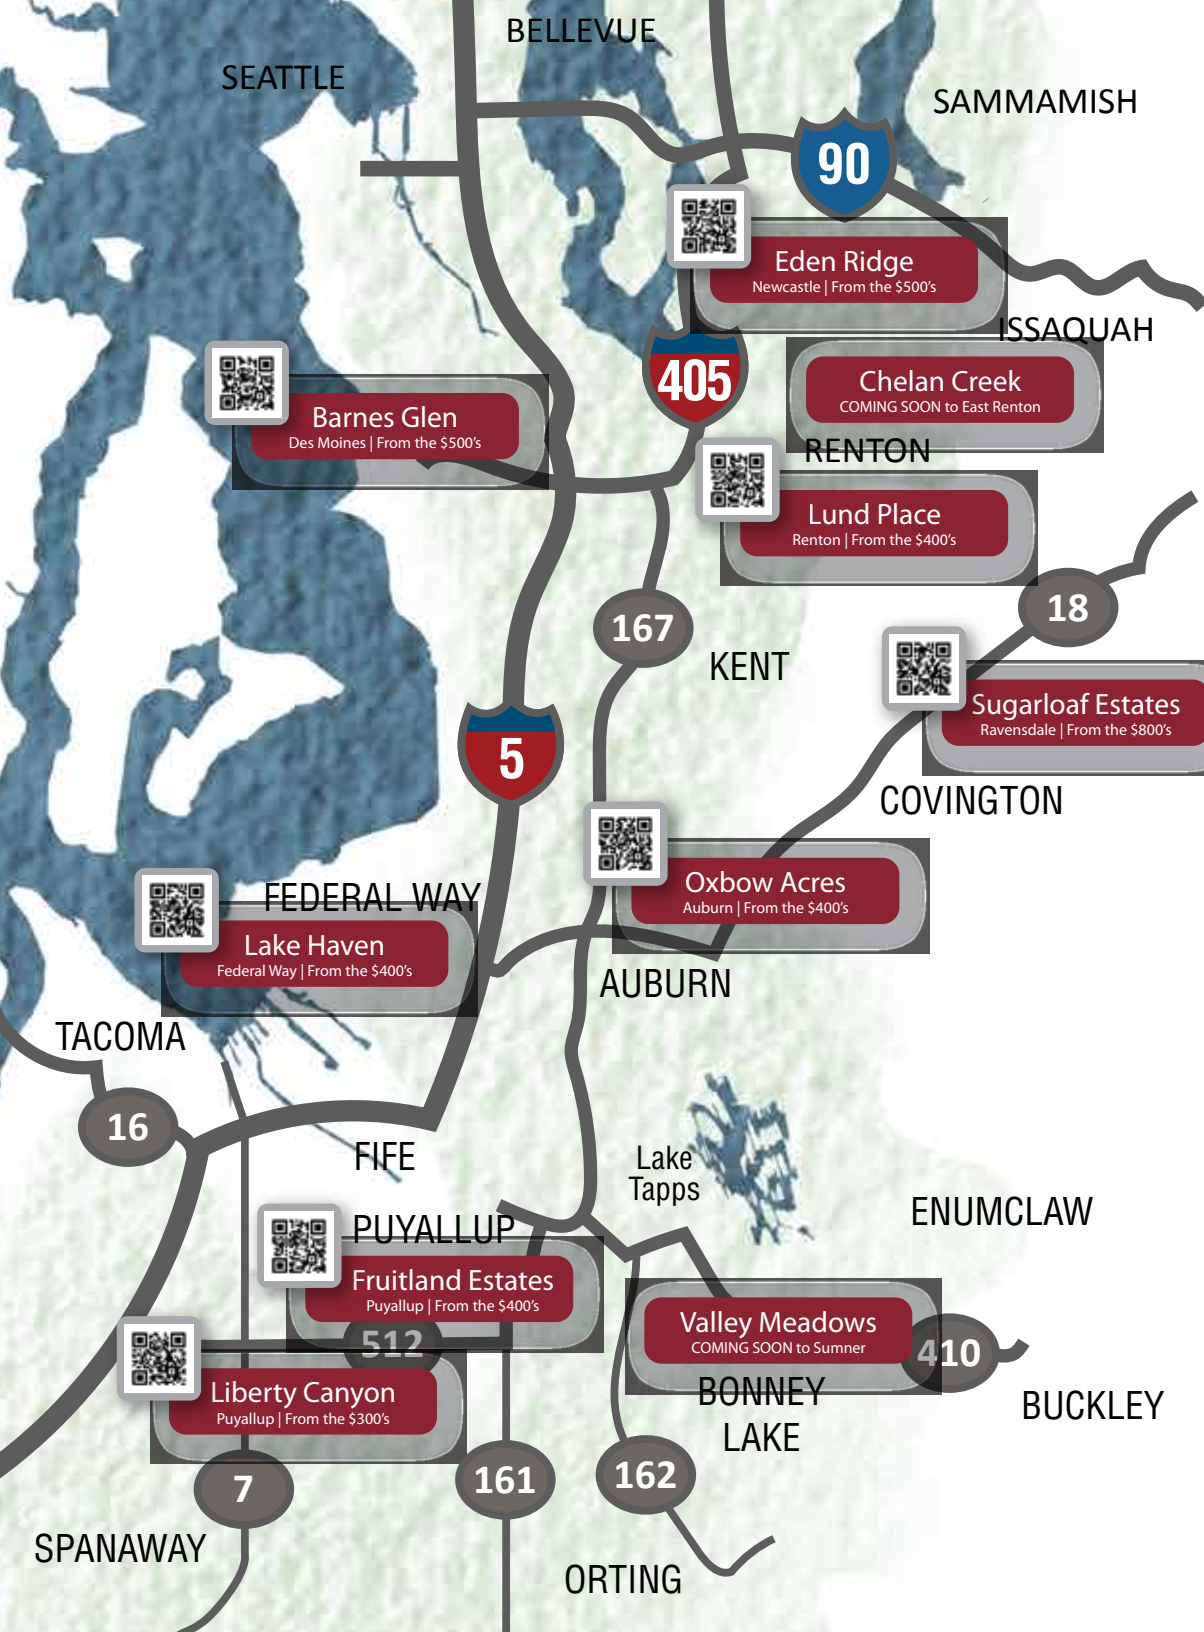 BELLEVUE
SEATTLE
SAMMAMISH
90
Eden Ridge
Newcastle | From the $500's
ISSAQUAH
405
Chelan Creek
COMING SOON to East Renton
Barnes Glen
Des Moines | From the $500's
RENTON
Lund Place
Renton | From the $400's
18
167
KENT
Sugarloaf Estates
Ravensdale | From the $800's
5
COVINGTON
Oxbow Acres
Auburn | From the $400's
FEDERAL WAY
Lake Haven
Federal Way | From the $400's
AUBURN
TACOMA
16
FIFE
Lake
Tapps
ENUMCLAW
PUYALLUP
Fruitland Estates
Puyallup | From the $400's
512
Valley Meadows
COMING SOON to Sumner
410
Liberty Canyon
Puyallup | From the $300's
BONNEY
LAKE
BUCKLEY
7
161
162
SPANAWAY
ORTING